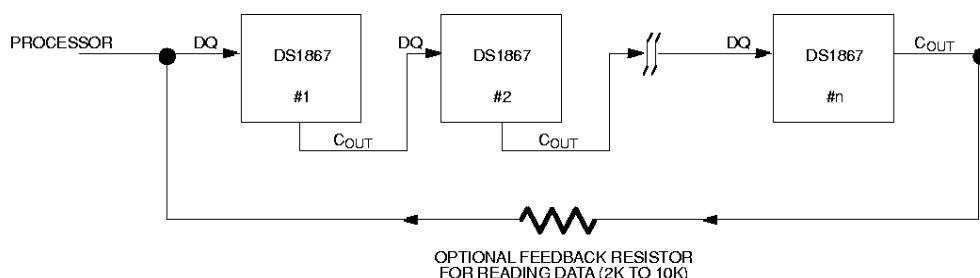 PROCESSOR
DQ
DS1867
#1
COUT
DQ
DS1867
#2
COUT
DQ
DS1867
#n
COUT
OPTIONAL FEEDBACK RESISTOR
FOR READING DATA (2K TO 10K)